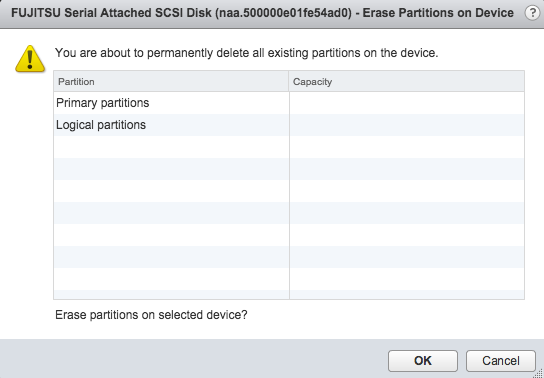 FUJITSU Serial Attached SCSI Disk (naa.500000e01fe54ad0) - Erase Partitions on Device ?
You are about to permanently delete all existing partitions on the device.
Partition Capacity
Primary partitions
Logical partitions
Erase partitions on selected device?
OK Cancel